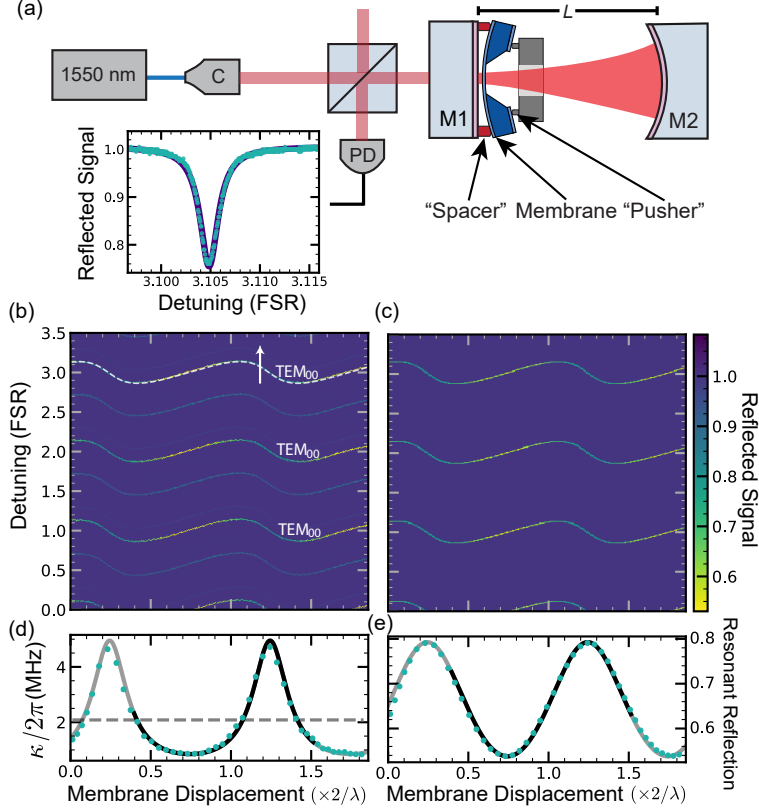 (a)
L
1550 nm
C
M1
M2
PD
"Spacer" Membrane "Pusher"
Reflected Signal
1.0
0.9
0.8
3.100 3.105 3.110 3.115
Detuning (FSR)
(b)
(c)
Detuning (FSR)
3.5
3.0
2.5
2.0
1.5
1.0
0.5
0.0
TEM₀₀
TEM₀₀
TEM₀₀
1.0
0.9
0.8
0.7
0.6
Reflected Signal
(d)
(e)
κ/2π(MHz)
4
2
0.0 0.5 1.0 1.5
Membrane Displacement (×2/λ)
0.0 0.5 1.0 1.5
Membrane Displacement (×2/λ)
0.8
0.7
0.6
Resonant Reflection